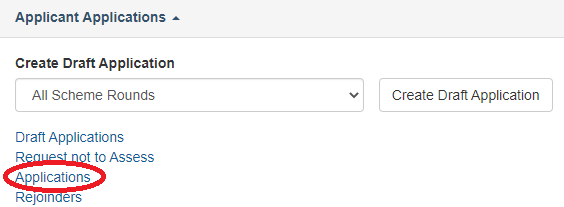 Applicant Applications
Create Draft Application
All Scheme Rounds
Create Draft Application
Draft Applications
Request not to Assess
Applications
Rejoinders